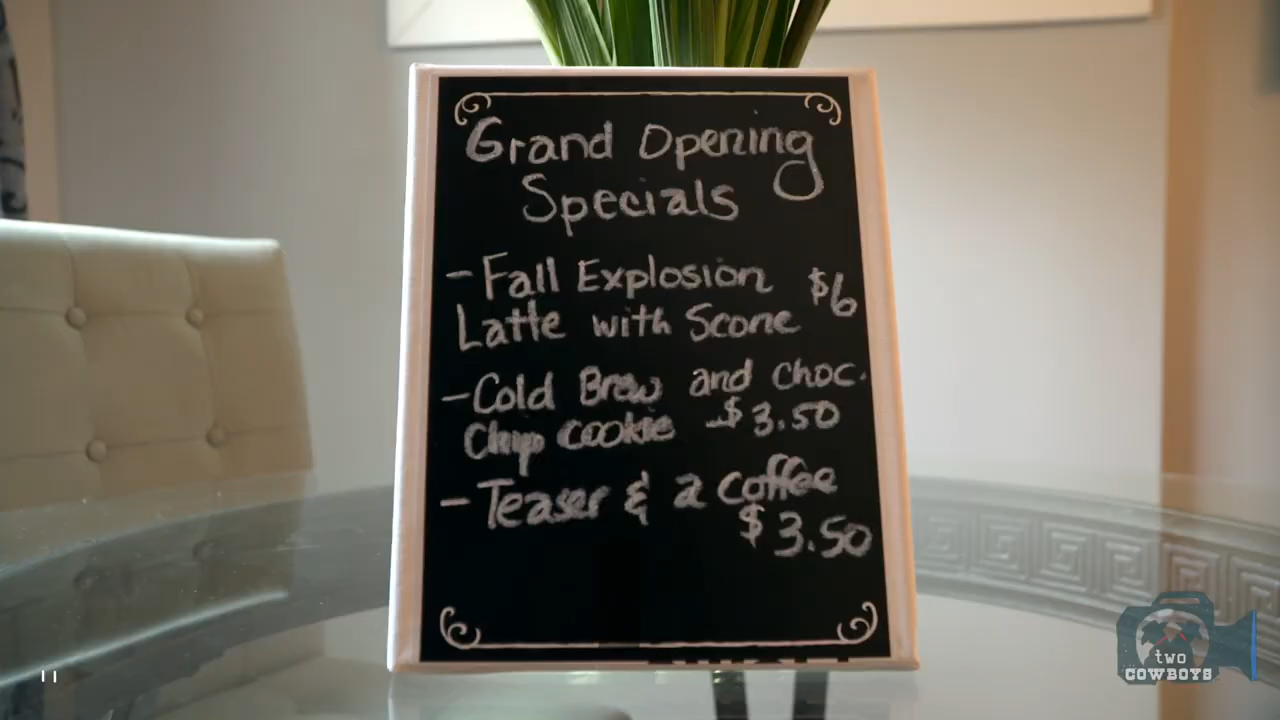 Grand Opening
Specials
- Fall Explosion $6
Latte with Scone
- Cold Brew and choc.
Chip cookie $3.50
- Teaser & a coffee
$3.50
two
COWBOYS